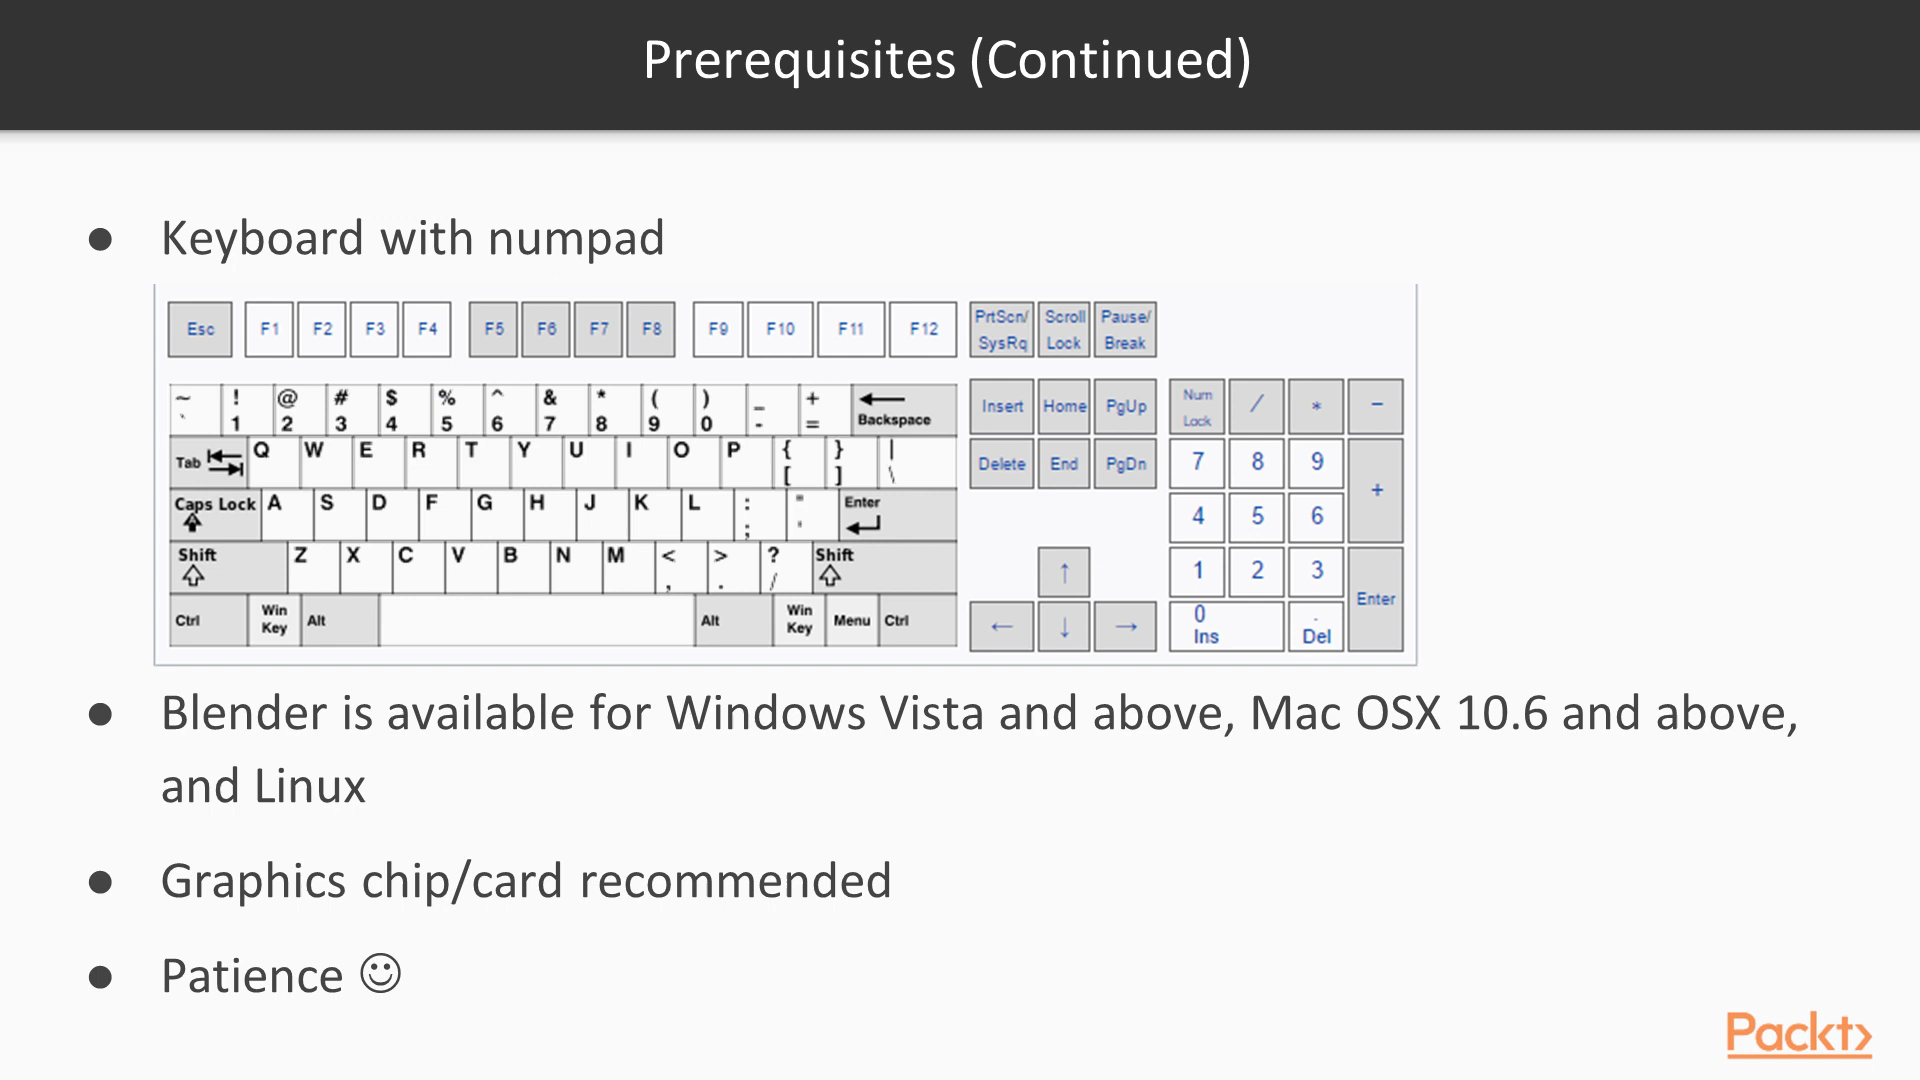 Prerequisites (Continued)
● Keyboard with numpad
Esc F1 F2 F3 F4 F5 F6 F7 F8 F9 F10 F11 F12 PrtScn/ SysRq Scroll Lock Pause/ Break
~ ! @ # $ % ^ & * ( ) _ +
` 1 2 3 4 5 6 7 8 9 0 - = Backspace Insert Home PgUp Num Lock / * -
Tab Q W E R T Y U I O P { [ } ] | \ Delete End PgDn 7 8 9 +
Caps Lock A S D F G H J K L : ; " ' Enter 4 5 6
Shift Z X C V B N M < , > . ? / Shift ↑ 1 2 3 Enter
Ctrl Win Key Alt Alt Win Key Menu Ctrl ← ↓ → 0 Ins . Del
● Blender is available for Windows Vista and above, Mac OSX 10.6 and above,
and Linux
● Graphics chip/card recommended
● Patience ☺
Packt>